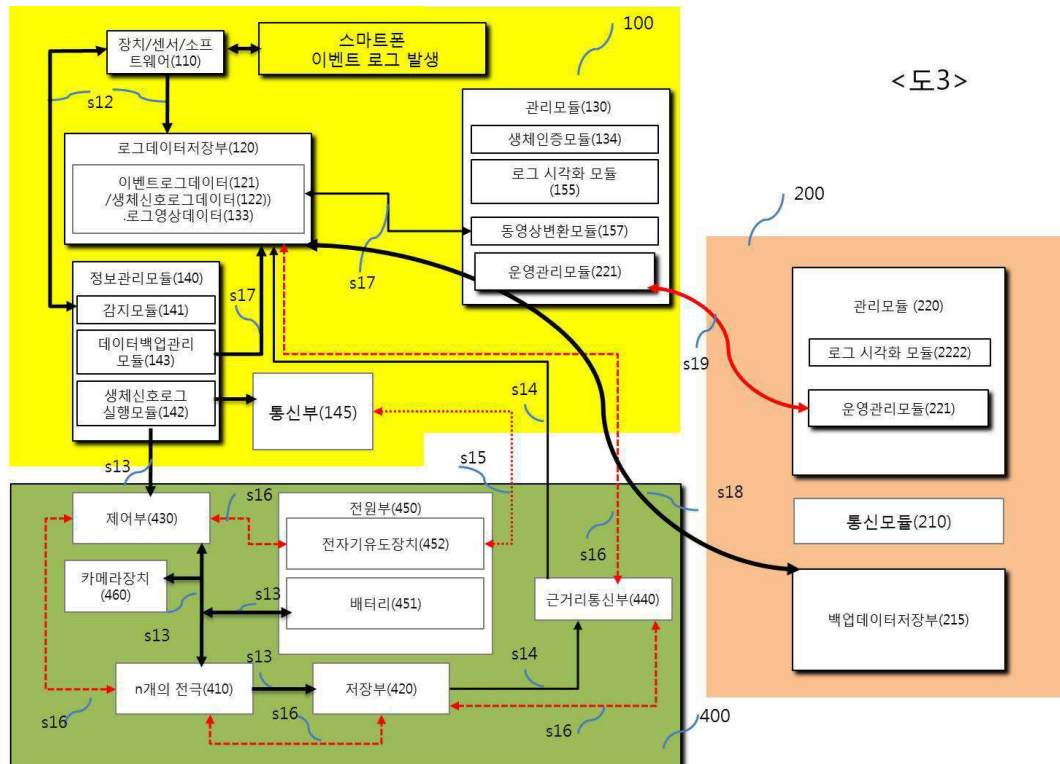 100
장치/센서/소프
트웨어(110)
스마트폰
이벤트 로그 발생
<도3>
s12
관리모듈(130)
생체인증모듈(134)
로그 시각화 모듈
(155)
동영상변환모듈(157)
운영관리모듈(221)
로그데이터저장부(120)
이벤트로그데이터(121)
/생체신호로그데이터(122))
.로그영상데이터(133)
s17
s17
200
정보관리모듈(140)
감지모듈(141)
데이터백업관리
모듈(143)
생체신호로그
실행모듈(142)
통신부(145)
s14
s19
관리모듈 (220)
로그 시각화 모듈(2222)
운영관리모듈(221)
s13
s15
s18
s16
s16
제어부(430)
전원부(450)
전자기유도장치(452)
배터리(451)
카메라장치
(460)
s13
s13
근거리통신부(440)
통신모듈(210)
백업데이터저장부(215)
s13
s14
n개의 전극(410)
저장부(420)
s16
s16
s16
400